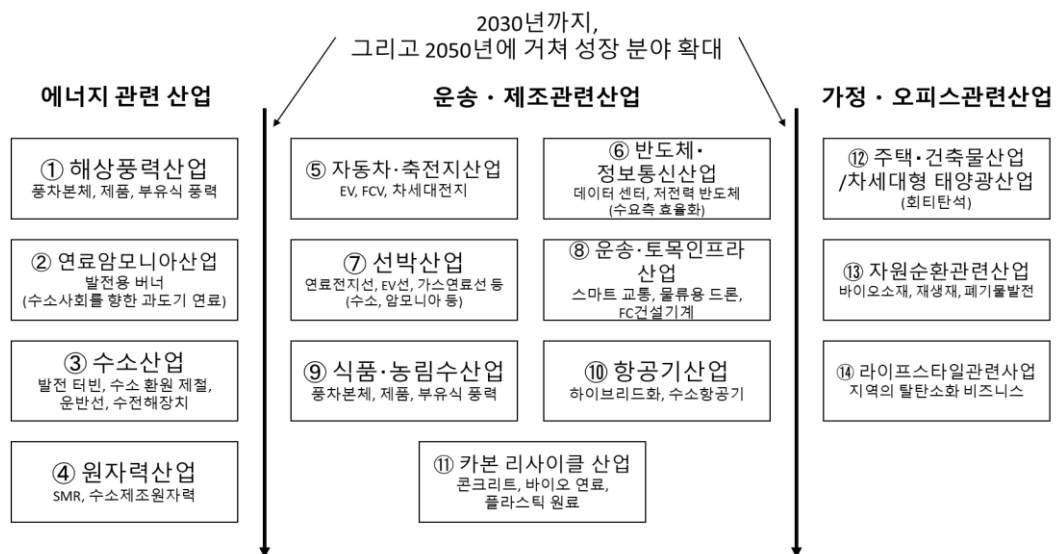 2030년까지,
그리고 2050년에 거쳐 성장 분야 확대
에너지 관련 산업
① 해상풍력산업
풍차본체, 제품, 부유식 풍력
② 연료암모니아산업
발전용 버너
(수소사회를 향한 과도기 연료)
③ 수소산업
발전 터빈, 수소 환원 제철,
운반선, 수전해장치
④ 원자력산업
SMR, 수소제조원자력
운송・제조관련산업
⑤ 자동차·축전지산업
EV, FCV, 차세대전지
⑥ 반도체·
정보통신산업
데이터 센터, 저전력 반도체
(수요측 효율화)
⑦ 선박산업
연료전지선, EV선, 가스연료선 등
(수소, 암모니아 등)
⑧ 운송·토목인프라
산업
스마트 교통, 물류용 드론,
FC건설기계
⑨ 식품·농림수산업
풍차본체, 제품, 부유식 풍력
⑩ 항공기산업
하이브리드화, 수소항공기
⑪ 카본 리사이클 산업
콘크리트, 바이오 연료,
플라스틱 원료
가정・오피스관련산업
⑫ 주택·건축물산업
/차세대형 태양광산업
(회티탄석)
⑬ 자원순환관련산업
바이오소재, 재생재, 폐기물발전
⑭ 라이프스타일관련사업
지역의 탈탄소화 비즈니스